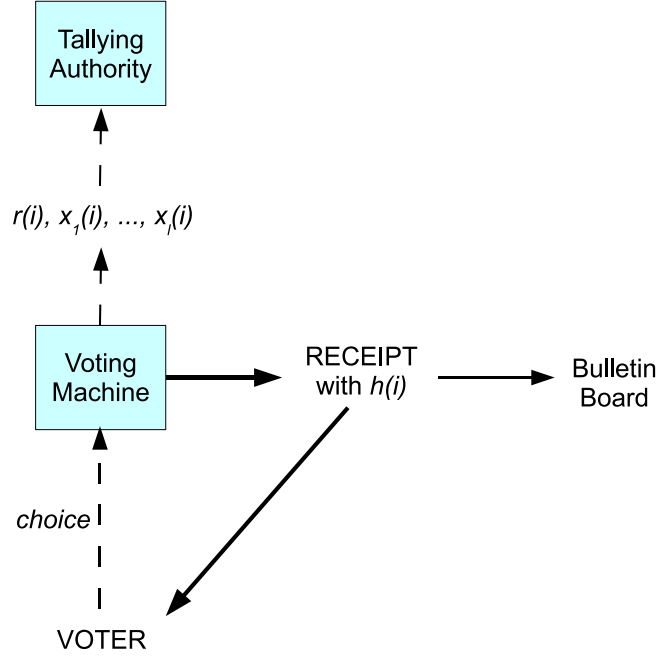 Tallying
Authority
r(i), x₁(i), ..., xₗ(i)
Voting
Machine
RECEIPT
with h(i)
Bulletin
Board
choice
VOTER